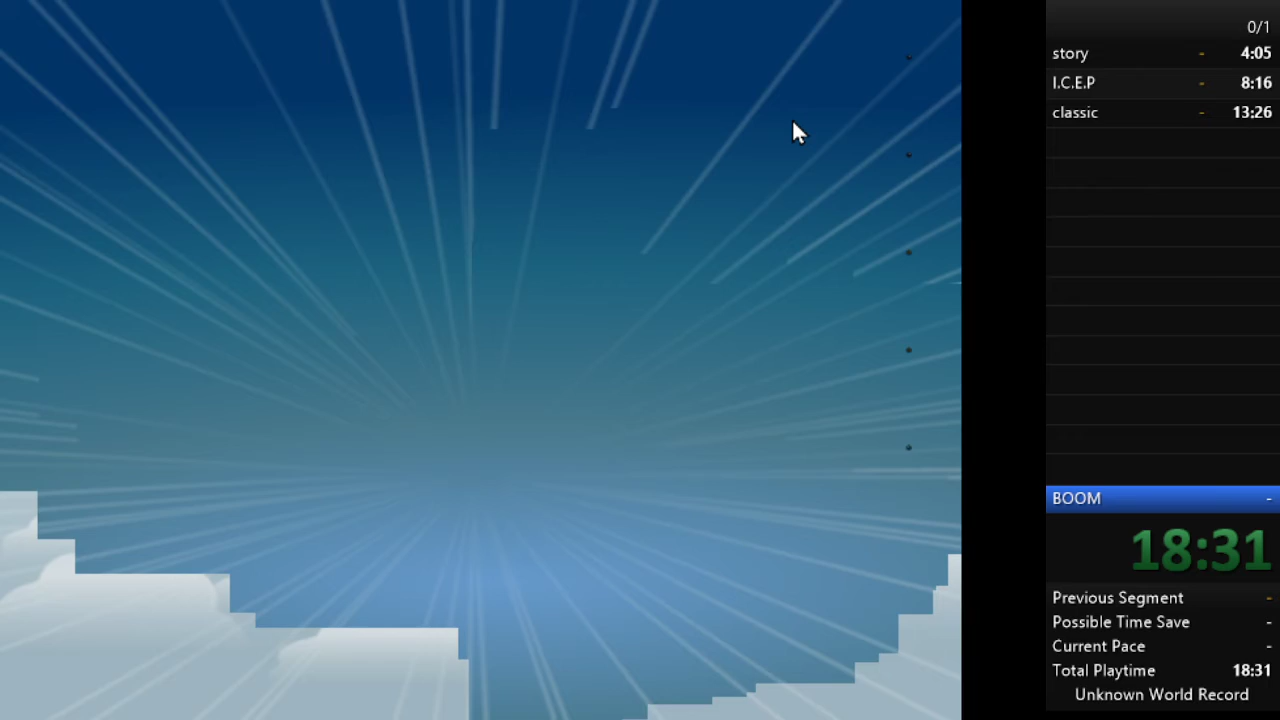 0/1
story - 4:05
I.C.E.P - 8:16
classic - 13:26
BOOM -
18:31
Previous Segment -
Possible Time Save -
Current Pace -
Total Playtime 18:31
Unknown World Record